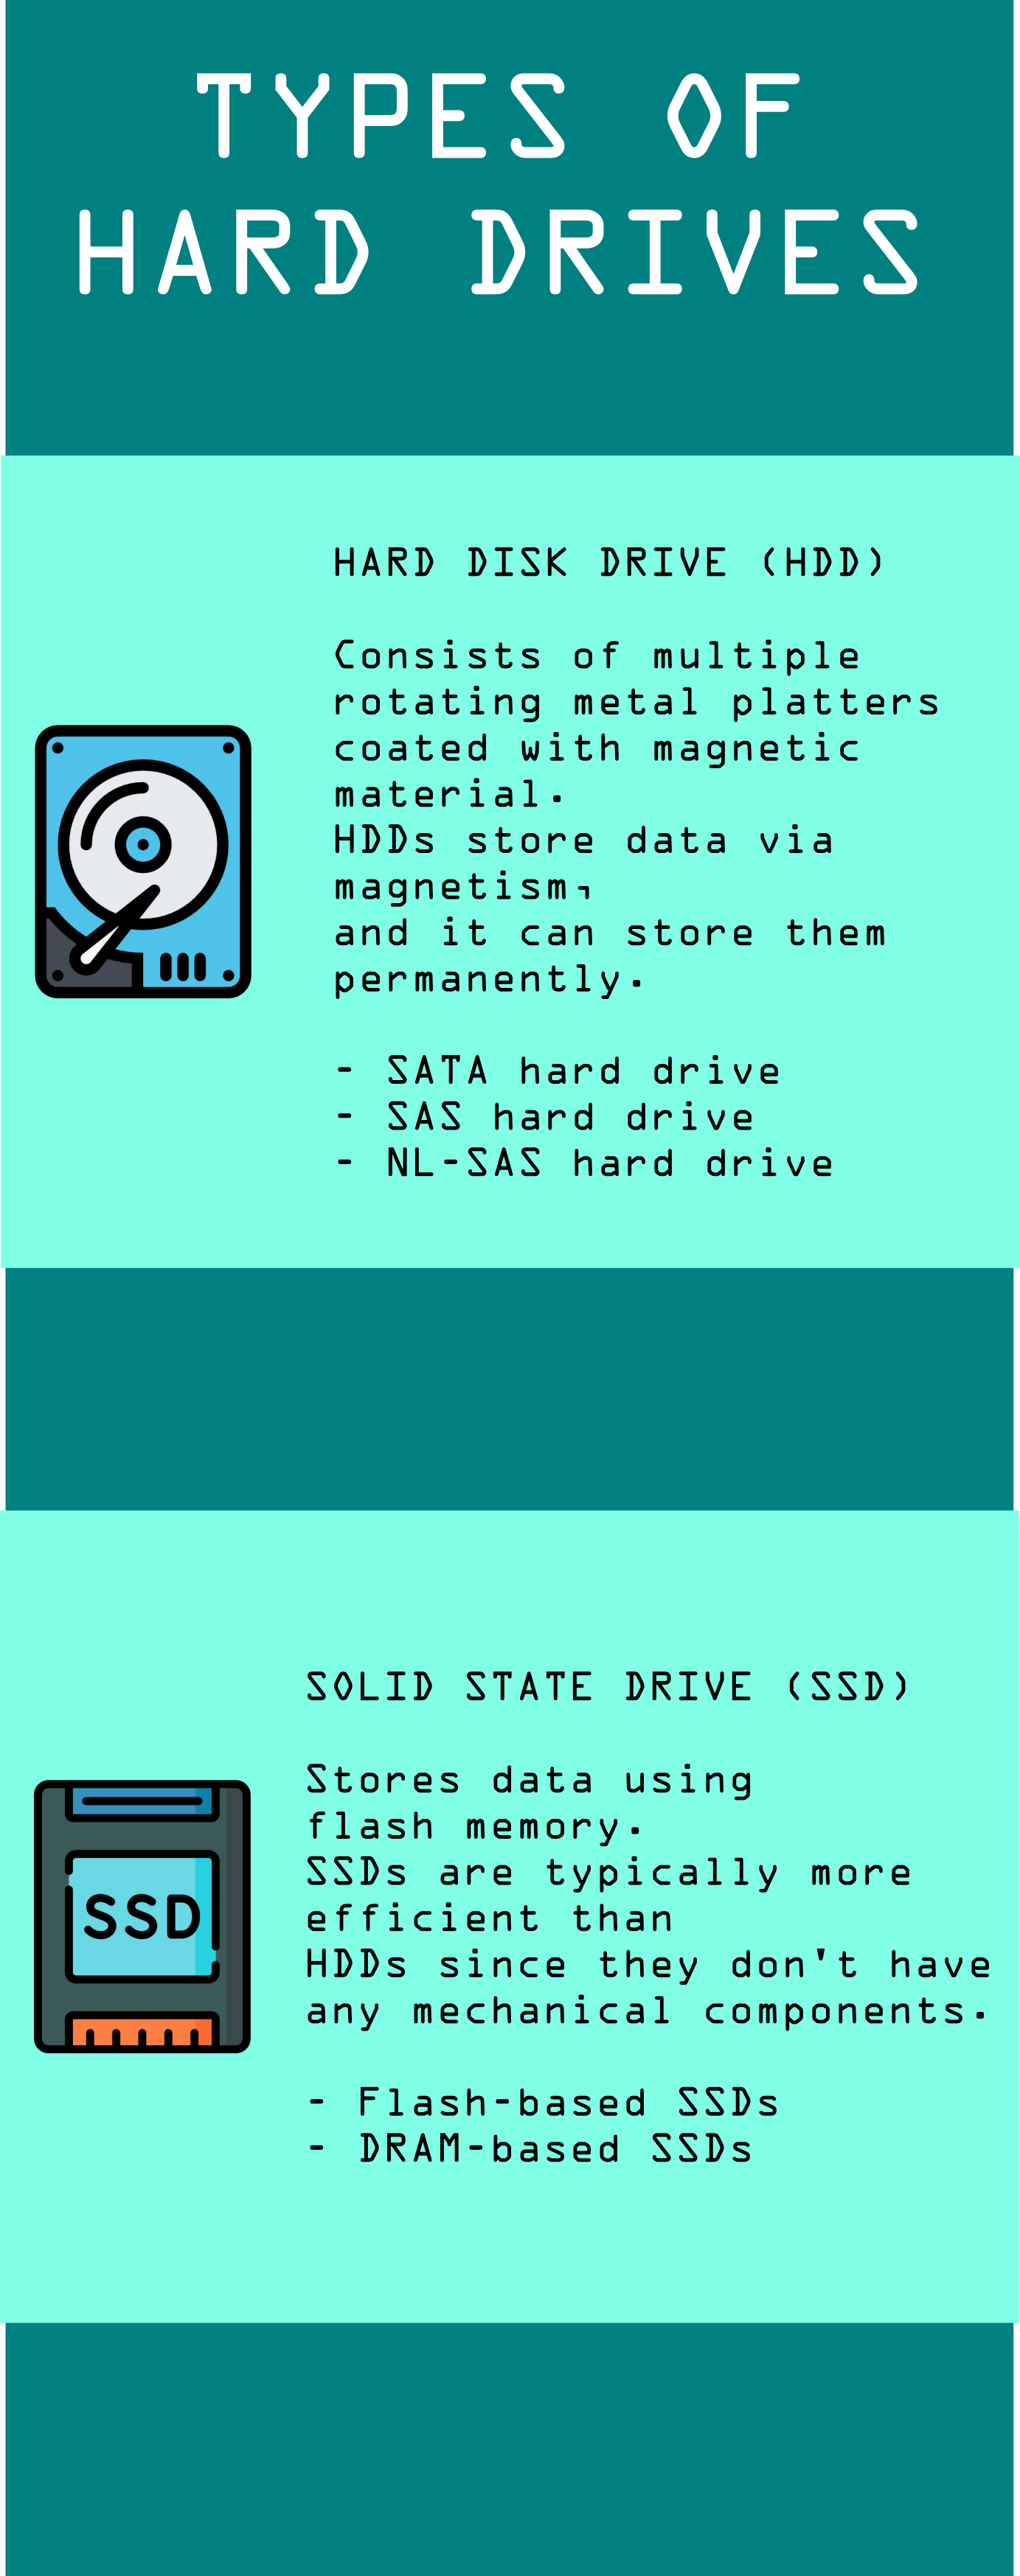 TYPES OF
HARD DRIVES
HARD DISK DRIVE (HDD)
Consists of multiple
rotating metal platters
coated with magnetic
material.
HDDs store data via
magnetism,
and it can store them
permanently.
- SATA hard drive
- SAS hard drive
- NL-SAS hard drive
SOLID STATE DRIVE (SSD)
Stores data using
flash memory.
SSDs are typically more
efficient than
HDDs since they don't have
any mechanical components.
SSD
- Flash-based SSDs
- DRAM-based SSDs